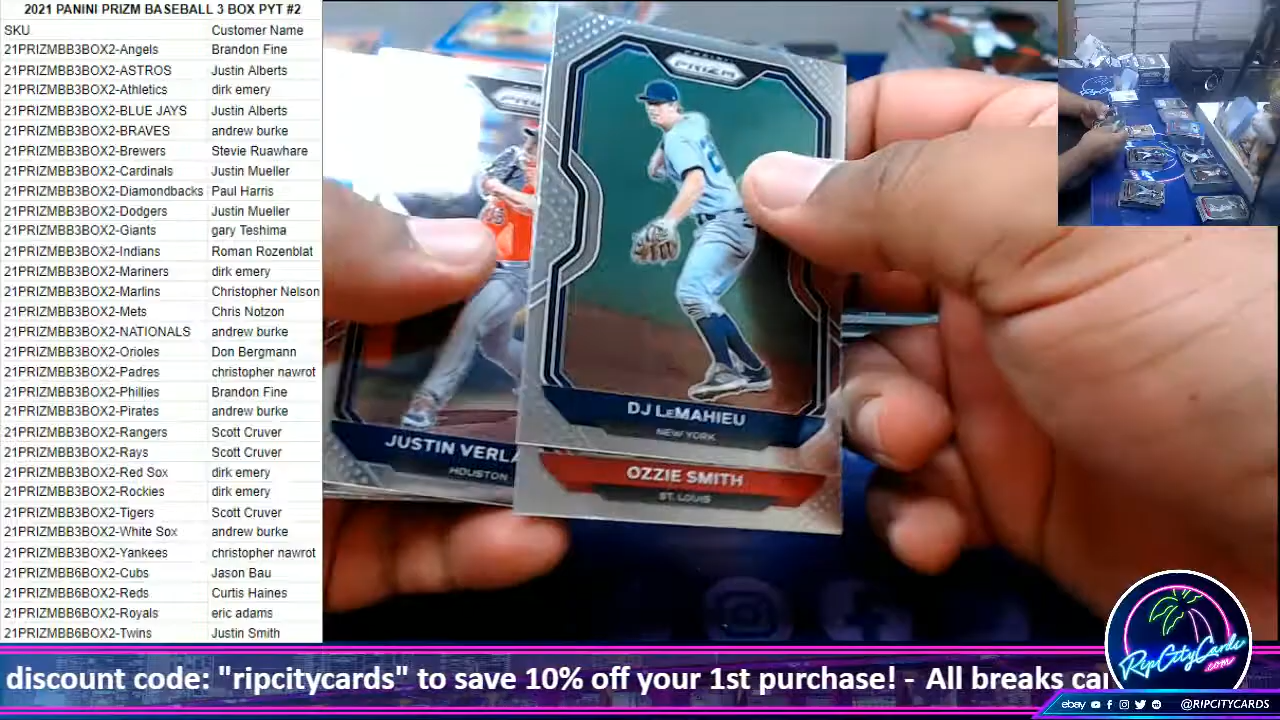 2021 PANINI PRIZM BASEBALL 3 BOX PYT #2
SKU Customer Name
21PRIZMBB3BOX2-Angels Brandon Fine
21PRIZMBB3BOX2-ASTROS Justin Alberts
21PRIZMBB3BOX2-Athletics dirk emery
21PRIZMBB3BOX2-BLUE JAYS Justin Alberts
21PRIZMBB3BOX2-BRAVES andrew burke
21PRIZMBB3BOX2-Brewers Stevie Ruawhare
21PRIZMBB3BOX2-Cardinals Justin Mueller
21PRIZMBB3BOX2-Diamondbacks Paul Harris
21PRIZMBB3BOX2-Dodgers Justin Mueller
21PRIZMBB3BOX2-Giants gary Teshima
21PRIZMBB3BOX2-Indians Roman Rozenblat
21PRIZMBB3BOX2-Mariners dirk emery
21PRIZMBB3BOX2-Marlins Christopher Nelson
21PRIZMBB3BOX2-Mets Chris Notzon
21PRIZMBB3BOX2-NATIONALS andrew burke
21PRIZMBB3BOX2-Orioles Don Bergmann
21PRIZMBB3BOX2-Padres christopher nawrot
21PRIZMBB3BOX2-Phillies Brandon Fine
21PRIZMBB3BOX2-Pirates andrew burke
21PRIZMBB3BOX2-Rangers Scott Cruver
21PRIZMBB3BOX2-Rays Scott Cruver
21PRIZMBB3BOX2-Red Sox dirk emery
21PRIZMBB3BOX2-Rockies dirk emery
21PRIZMBB3BOX2-Tigers Scott Cruver
21PRIZMBB3BOX2-White Sox andrew burke
21PRIZMBB3BOX2-Yankees christopher nawrot
21PRIZMBB6BOX2-Cubs Jason Bau
21PRIZMBB6BOX2-Reds Curtis Haines
21PRIZMBB6BOX2-Royals eric adams
21PRIZMBB6BOX2-Twins Justin Smith
PANINI
PRIZM
DJ LEMAHIEU
NEW YORK
OZZIE SMITH
ST. LOUIS
JUSTIN VERLA
HOUSTON
discount code: "ripcitycards" to save 10% off your 1st purchase! - All breaks ca
RipCityCards
.com
ebay @RIPCITYCARDS